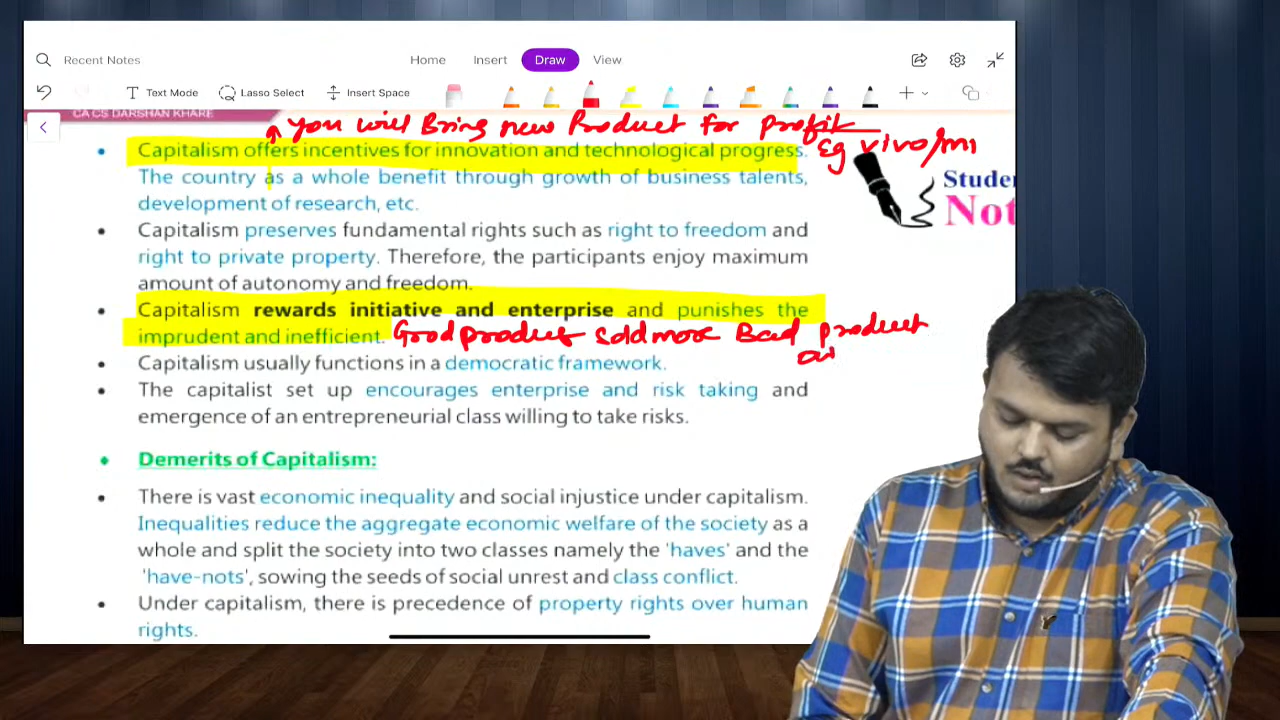 Recent Notes
Home Insert Draw View
Text Mode Lasso Select Insert Space
CA CS DARSHAN KHARE
you will Bring new Product for profit
Eg vivo/mi
• Capitalism offers incentives for innovation and technological progress.
The country as a whole benefit through growth of business talents,
development of research, etc.
Studen
Not
• Capitalism preserves fundamental rights such as right to freedom and
right to private property. Therefore, the participants enjoy maximum
amount of autonomy and freedom.
• Capitalism rewards initiative and enterprise and punishes the
imprudent and inefficient. Good product sold more Bad product
• Capitalism usually functions in a democratic framework.
• The capitalist set up encourages enterprise and risk taking and
emergence of an entrepreneurial class willing to take risks.
• Demerits of Capitalism:
• There is vast economic inequality and social injustice under capitalism.
Inequalities reduce the aggregate economic welfare of the society as a
whole and split the society into two classes namely the 'haves' and the
'have-nots', sowing the seeds of social unrest and class conflict.
• Under capitalism, there is precedence of property rights over human
rights.